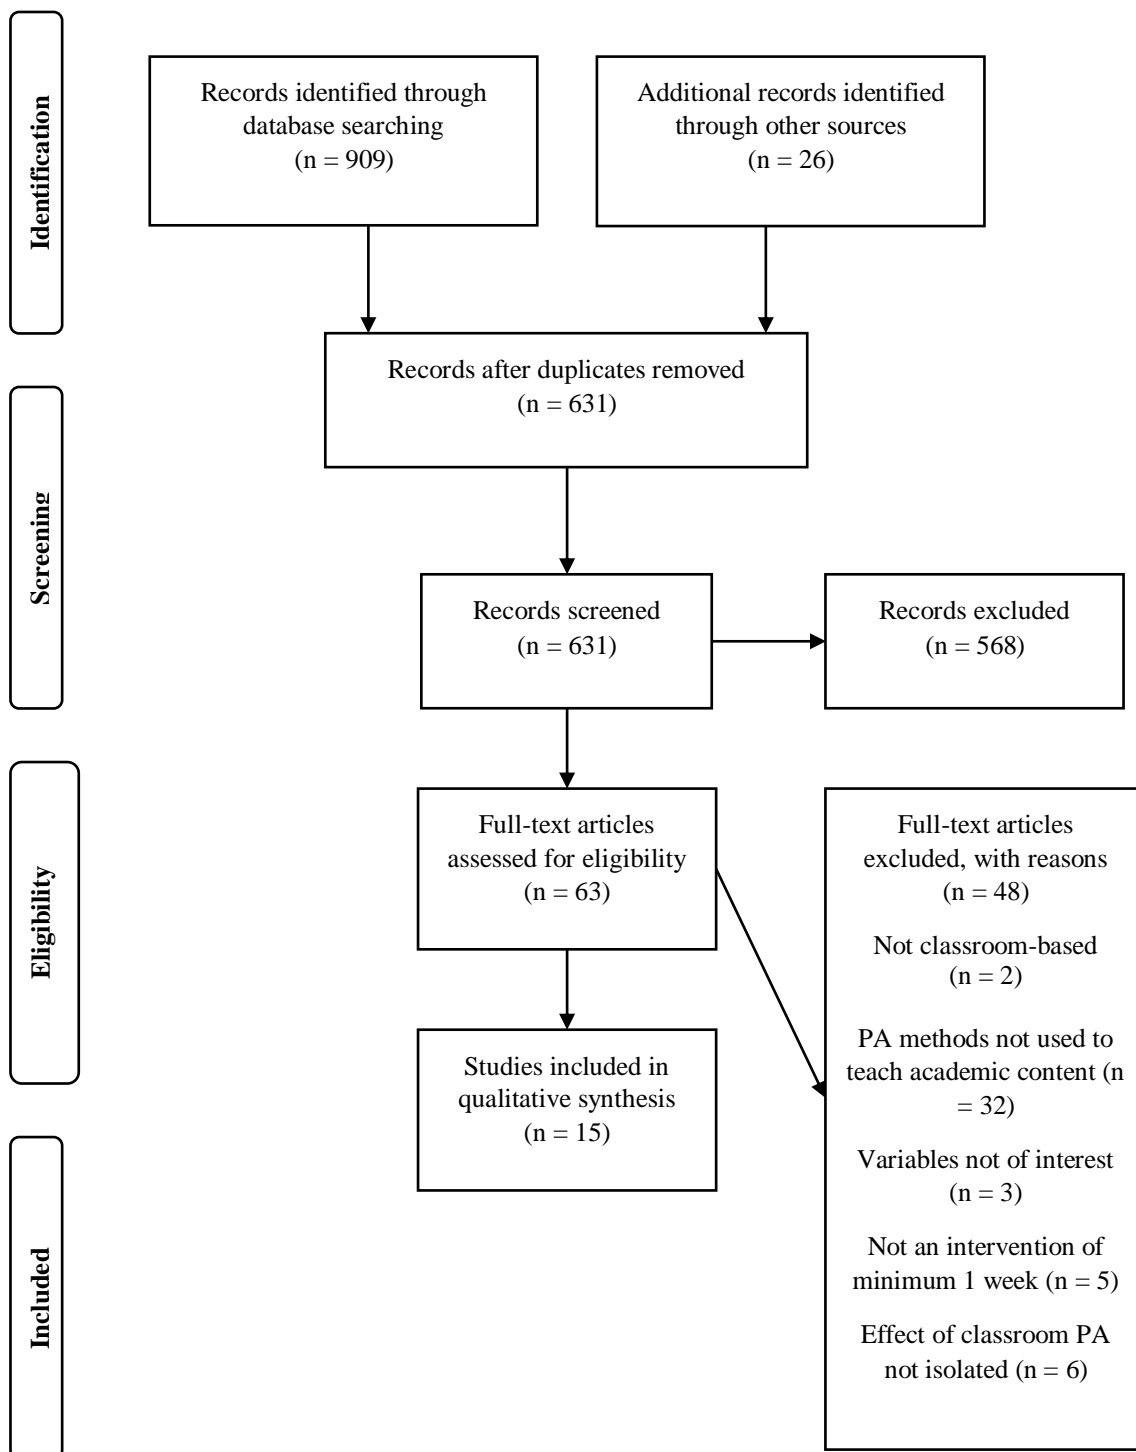 Identification
Records identified through
database searching
(n = 909)
Additional records identified
through other sources
(n = 26)
Records after duplicates removed
(n = 631)
Screening
Records screened
(n = 631)
Records excluded
(n = 568)
Eligibility
Full-text articles
assessed for eligibility
(n = 63)
Full-text articles
excluded, with reasons
(n = 48)
Not classroom-based
(n = 2)
PA methods not used to
teach academic content (n
= 32)
Variables not of interest
(n = 3)
Not an intervention of
minimum 1 week (n = 5)
Effect of classroom PA
not isolated (n = 6)
Included
Studies included in
qualitative synthesis
(n = 15)